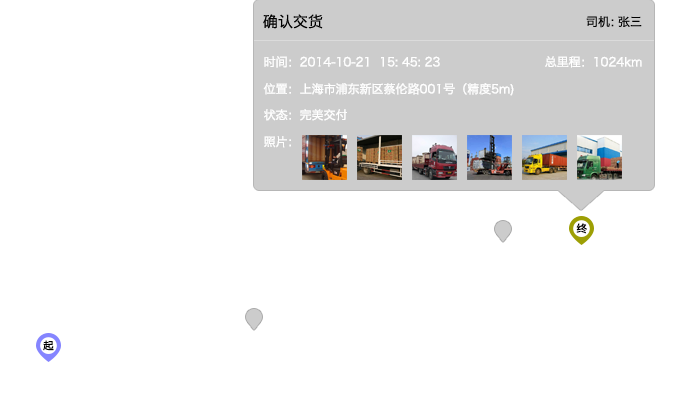 确认交货 司机: 张三
时间: 2014-10-21 15: 45: 23 总里程: 1024km
位置: 上海市浦东新区蔡伦路001号（精度5m)
状态: 完美交付
照片:
终
起